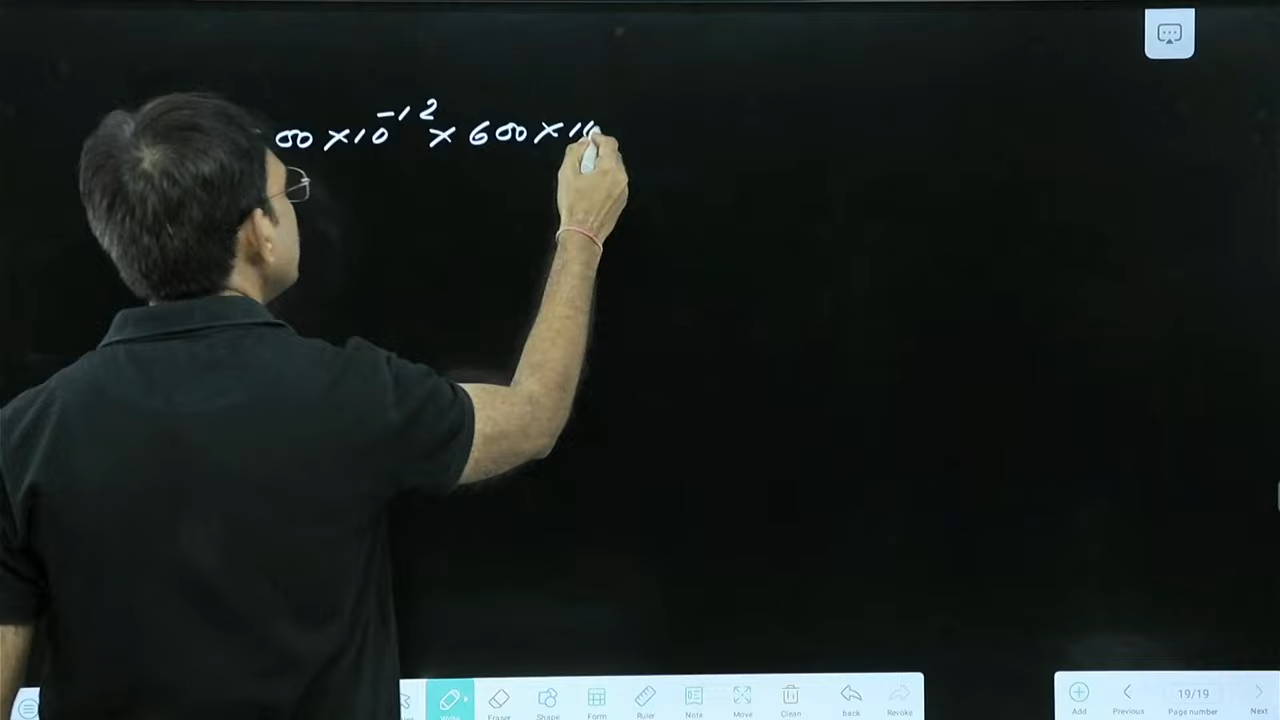 00 × 10⁻¹² × 600 × 1
Write
Eraser
Shape
Form
Ruler
Note
Move
Clean
back
Revoke
Add
Previous
19/19
Page number
Next